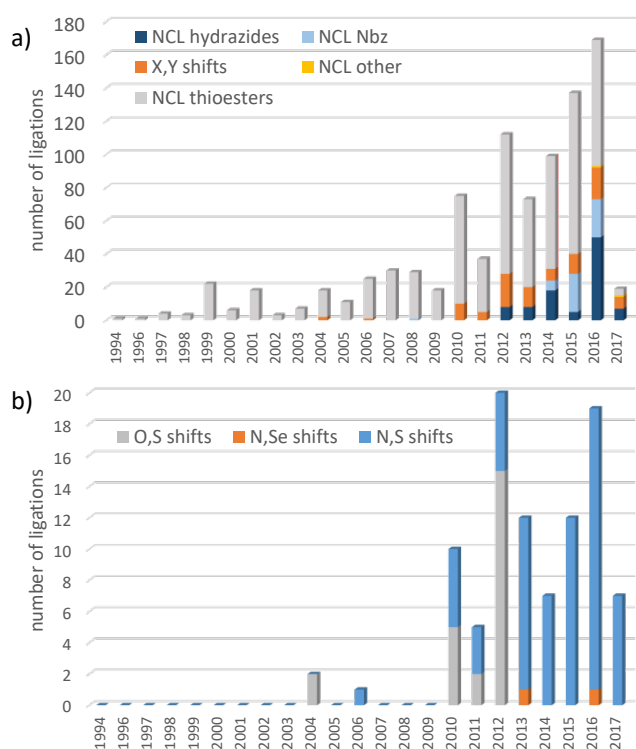 a)
NCL hydrazides NCL Nbz
X,Y shifts NCL other
NCL thioesters
number of ligations
180
160
140
120
100
80
60
40
20
0
1994 1996 1997 1998 1999 2000 2001 2002 2003 2004 2005 2006 2007 2008 2009 2010 2011 2012 2013 2014 2015 2016 2017
b)
O,S shifts N,Se shifts N,S shifts
number of ligations
20
18
16
14
12
10
8
6
4
2
0
1994 1996 1997 1998 1999 2000 2001 2002 2003 2004 2005 2006 2007 2008 2009 2010 2011 2012 2013 2014 2015 2016 2017